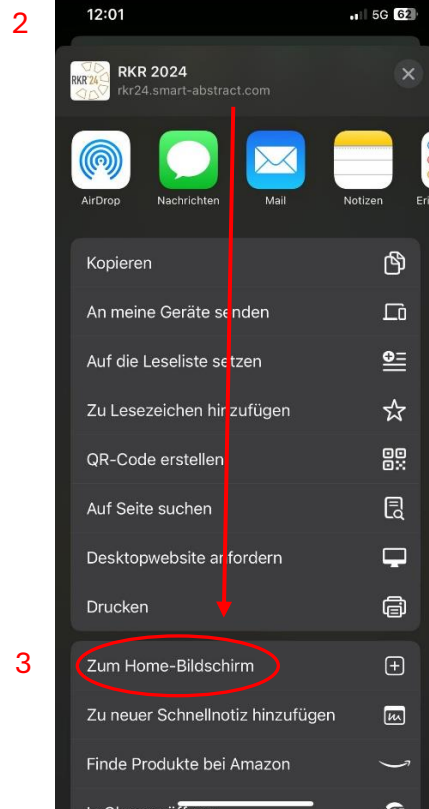 2
12:01
5G 62
RKR'24
RKR 2024
rkr24.smart-abstract.com
AirDrop
Nachrichten
Mail
Notizen
Eri
Kopieren
An meine Geräte senden
Auf die Leseliste setzen
Zu Lesezeichen hinzufügen
QR-Code erstellen
Auf Seite suchen
Desktopwebsite anfordern
Drucken
3
Zum Home-Bildschirm
Zu neuer Schnellnotiz hinzufügen
Finde Produkte bei Amazon